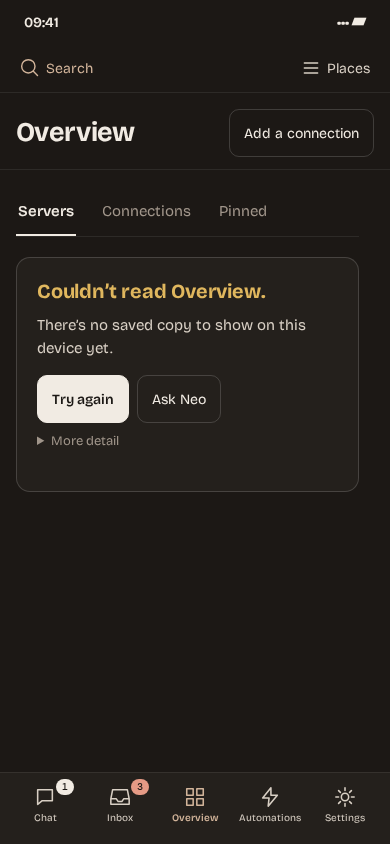 09:41
Search
Places
Overview
Add a connection
Servers
Connections
Pinned
Couldn’t read Overview.
There’s no saved copy to show on this
device yet.
Try again
Ask Neo
More detail
1
3
Chat
Inbox
Overview
Automations
Settings